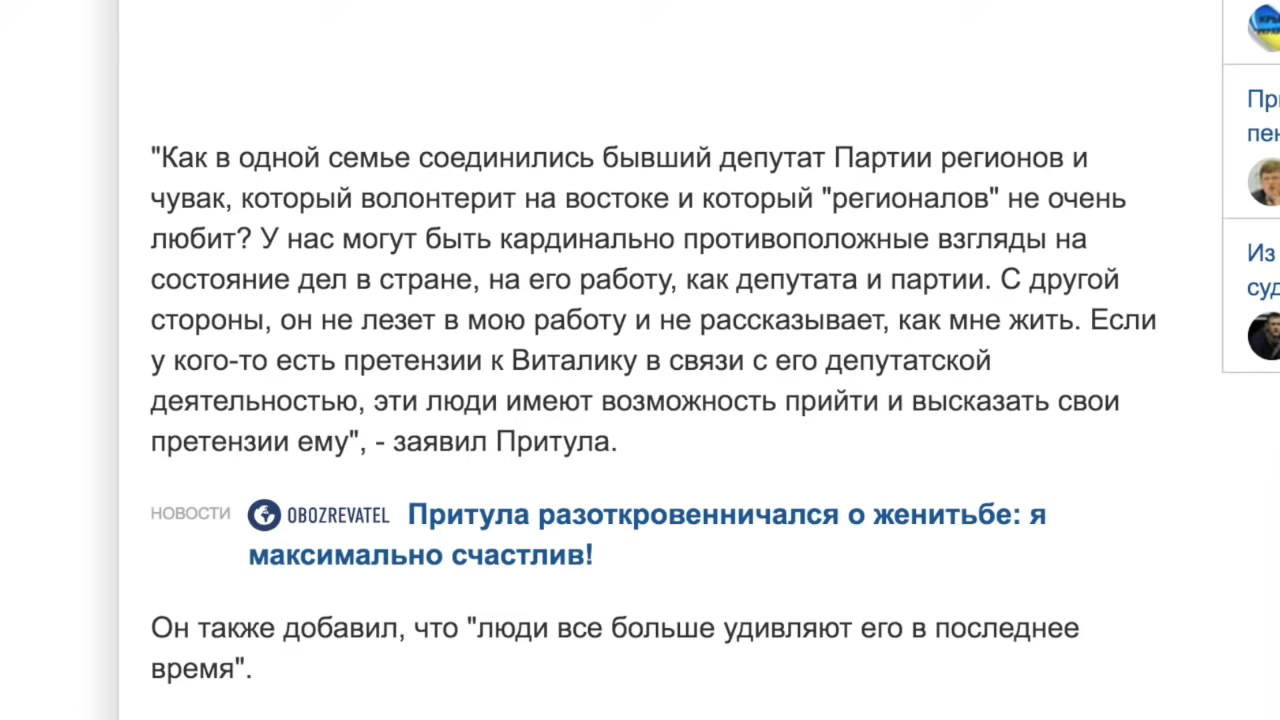 "Как в одной семье соединились бывший депутат Партии регионов и
чувак, который волонтерит на востоке и который "регионалов" не очень
любит? У нас могут быть кардинально противоположные взгляды на
состояние дел в стране, на его работу, как депутата и партии. С другой
стороны, он не лезет в мою работу и не рассказывает, как мне жить. Если
у кого-то есть претензии к Виталику в связи с его депутатской
деятельностью, эти люди имеют возможность прийти и высказать свои
претензии ему", - заявил Притула.
НОВОСТИ OBOZREVATEL Притула разоткровенничался о женитьбе: я
максимально счастлив!
Он также добавил, что "люди все больше удивляют его в последнее
время".
Из